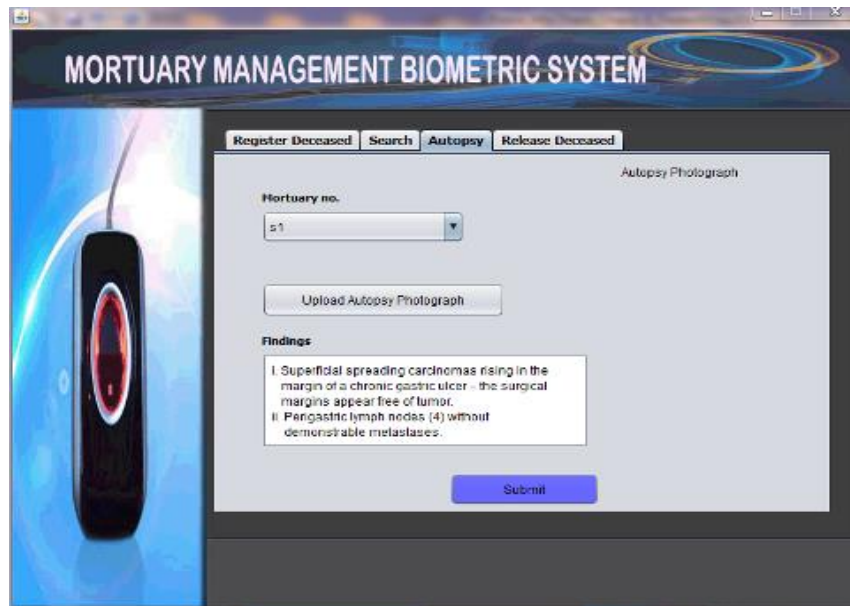 MORTUARY MANAGEMENT BIOMETRIC SYSTEM
Register Deceased Search Autopsy Release Deceased
Autopsy Photograph
Mortuary no.
s1
Upload Autopsy Photograph
Findings
i. Superficial spreading carcinomas rising in the
margin of a chronic gastric ulcer - the surgical
margins appear free of tumor.
ii. Perigastric lymph nodes (4) without
demonstrable metastases.
Submit